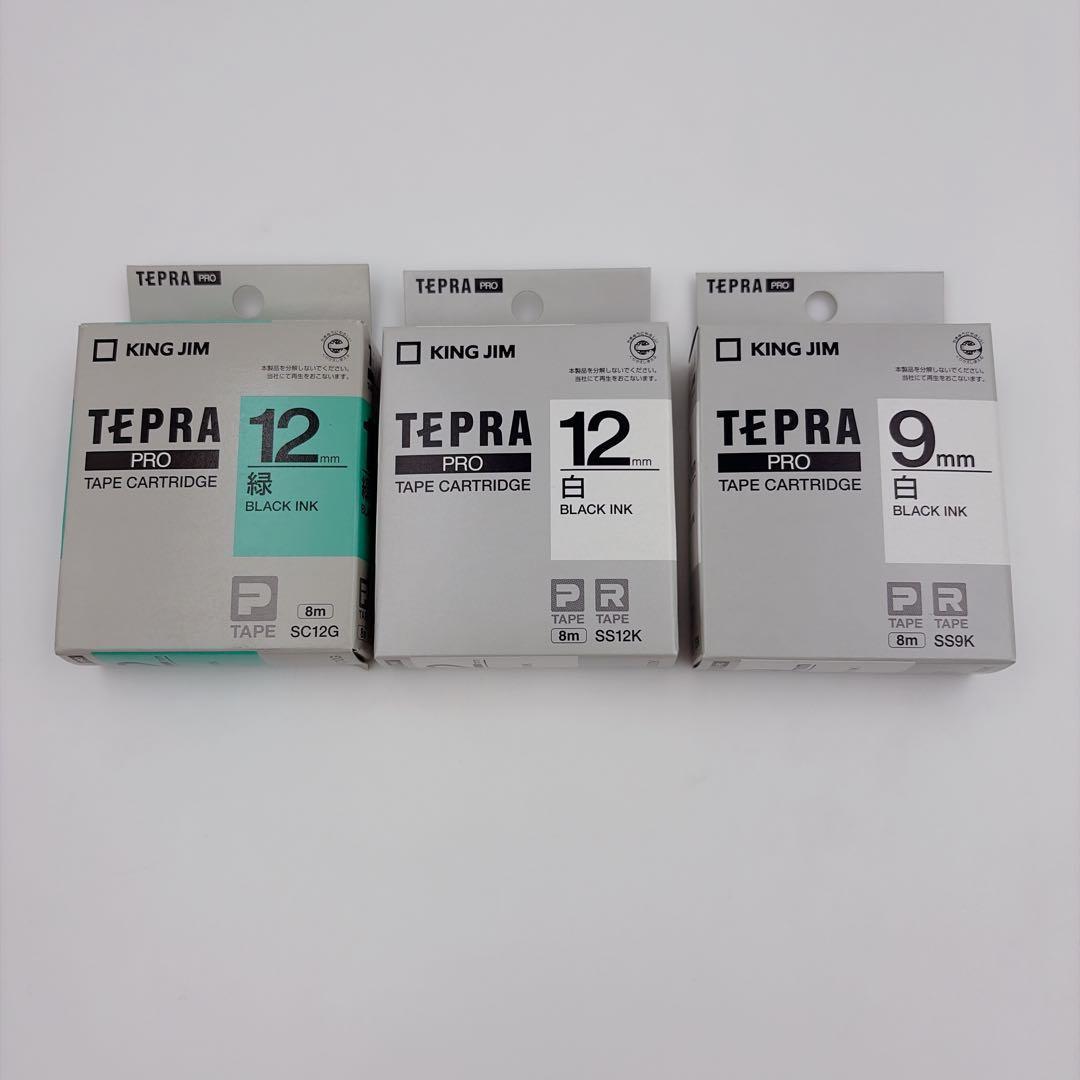 TEPRA PRO
KING JIM
本製品を分解しないでください。
当社にて再生をおこないます。
TEPRA
PRO
TAPE CARTRIDGE
12mm
緑
BLACK INK
P
TAPE
8m
SC12G
TEPRA PRO
KING JIM
本製品を分解しないでください。
当社にて再生をおこないます。
TEPRA
PRO
TAPE CARTRIDGE
12mm
白
BLACK INK
P R
TAPE TAPE
8m SS12K
TEPRA PRO
KING JIM
本製品を分解しないでください。
当社にて再生をおこないます。
TEPRA
PRO
TAPE CARTRIDGE
9mm
白
BLACK INK
P R
TAPE TAPE
8m SS9K